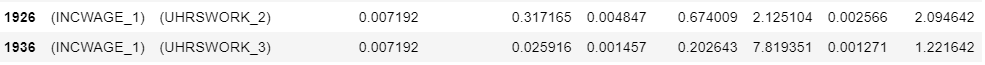 1926 (INCWAGE_1) (UHRSWORK_2) 0.007192 0.317165 0.004847 0.674009 2.125104 0.002566 2.094642
1936 (INCWAGE_1) (UHRSWORK_3) 0.007192 0.025916 0.001457 0.202643 7.819351 0.001271 1.221642